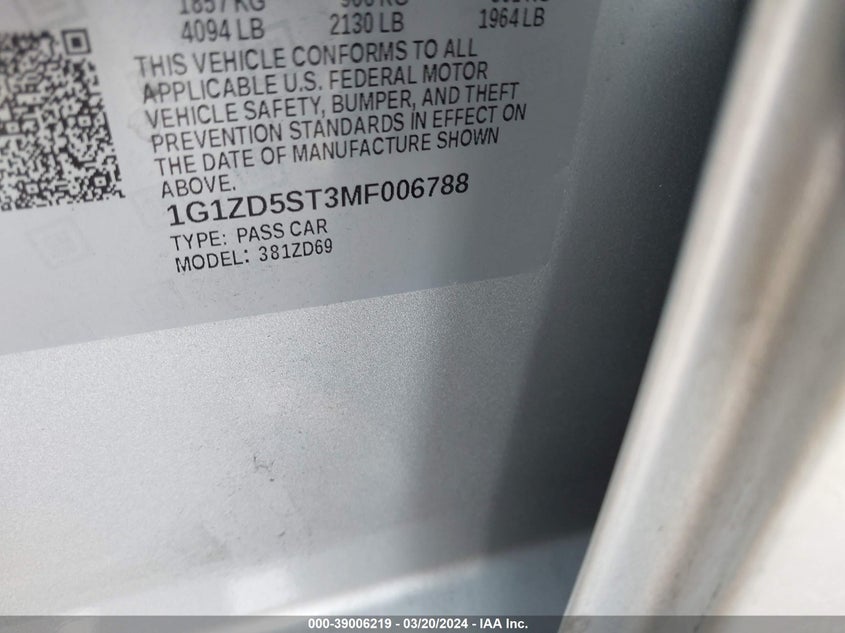 1857 KG
4094 LB 2130 LB 1964 LB
THIS VEHICLE CONFORMS TO ALL
APPLICABLE U.S. FEDERAL MOTOR
VEHICLE SAFETY, BUMPER, AND THEFT
PREVENTION STANDARDS IN EFFECT ON
THE DATE OF MANUFACTURE SHOWN
ABOVE.
1G1ZD5ST3MF006788
TYPE: PASS CAR
MODEL: 381ZD69
000-39006219 - 03/20/2024 - IAA Inc.